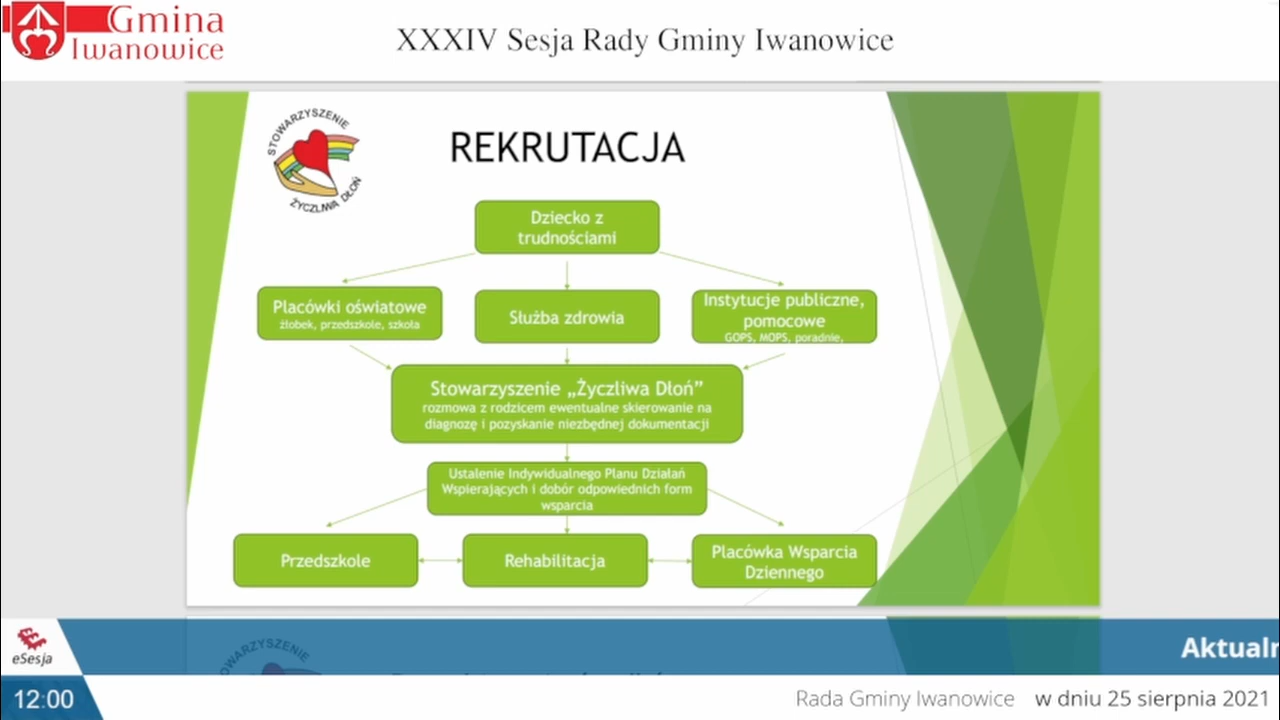 Gmina
Iwanowice
XXXIV Sesja Rady Gminy Iwanowice
STOWARZYSZENIE
ŻYCZLIWA DŁOŃ
REKRUTACJA
Dziecko z
trudnościami
Placówki oświatowe
żłobek, przedszkole, szkoła
Służba zdrowia
Instytucje publiczne,
pomocowe
GOPS, MOPS, poradnie,
Stowarzyszenie „Życzliwa Dłoń”
rozmowa z rodzicem ewentualne skierowanie na
diagnozę i pozyskanie niezbędnej dokumentacji
Ustalenie Indywidualnego Planu Działań
Wspierających i dobór odpowiednich form
wsparcia
Przedszkole
Rehabilitacja
Placówka Wsparcia
Dziennego
STOWARZYSZENIE
eSesja
Aktualn
12:00
Rada Gminy Iwanowice w dniu 25 sierpnia 2021